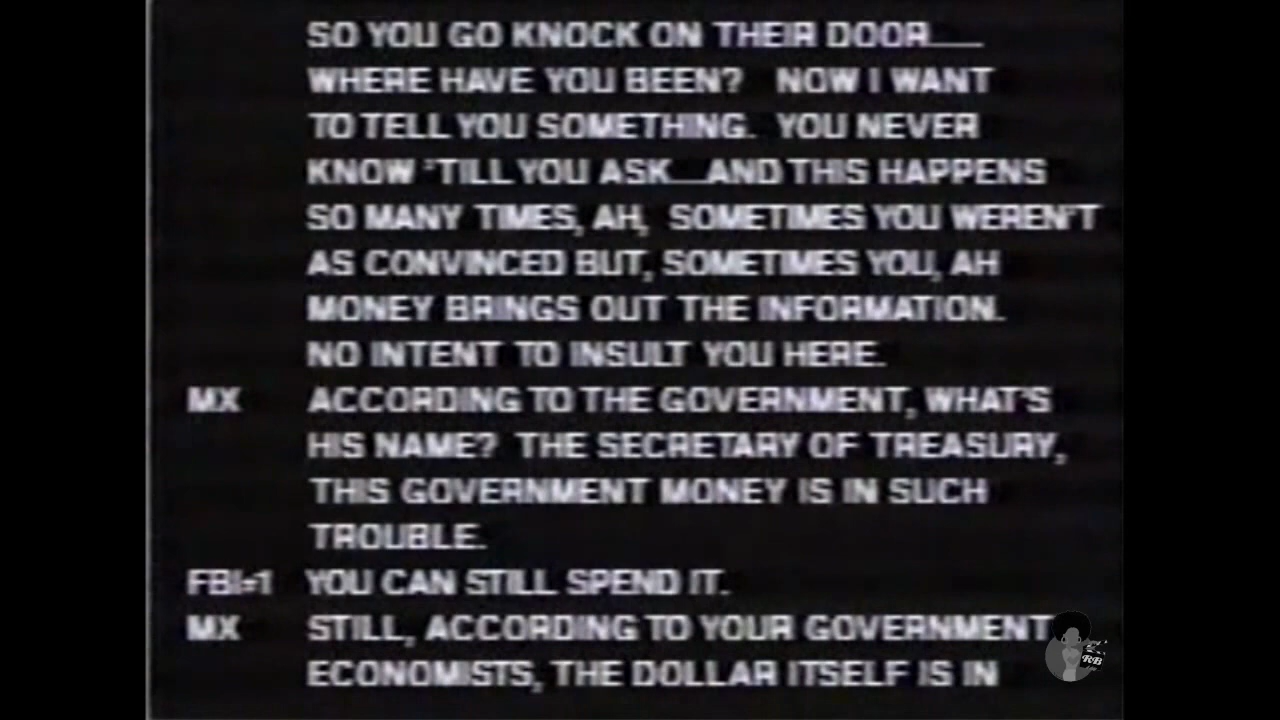 SO YOU GO KNOCK ON THEIR DOOR___
WHERE HAVE YOU BEEN? NOW I WANT
TO TELL YOU SOMETHING. YOU NEVER
KNOW 'TILL YOU ASK__AND THIS HAPPENS
SO MANY TIMES, AH, SOMETIMES YOU WEREN'T
AS CONVINCED BUT, SOMETIMES YOU, AH
MONEY BRINGS OUT THE INFORMATION.
NO INTENT TO INSULT YOU HERE.
MX ACCORDING TO THE GOVERNMENT, WHAT'S
HIS NAME? THE SECRETARY OF TREASURY,
THIS GOVERNMENT MONEY IS IN SUCH
TROUBLE.
FBI#1 YOU CAN STILL SPEND IT.
MX STILL, ACCORDING TO YOUR GOVERNMENT
ECONOMISTS, THE DOLLAR ITSELF IS IN
RB